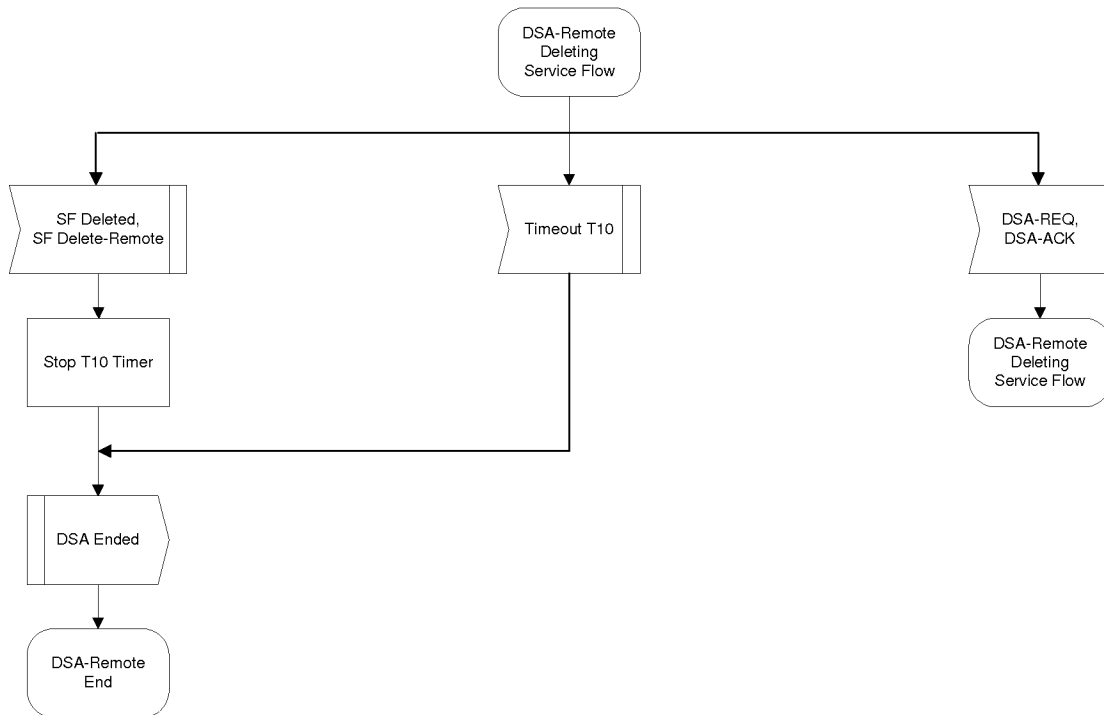 DSA-Remote
Deleting
Service Flow
SF Deleted,
SF Delete-Remote
Timeout T10
DSA-REQ,
DSA-ACK
Stop T10 Timer
DSA-Remote
Deleting
Service Flow
DSA Ended
DSA-Remote
End